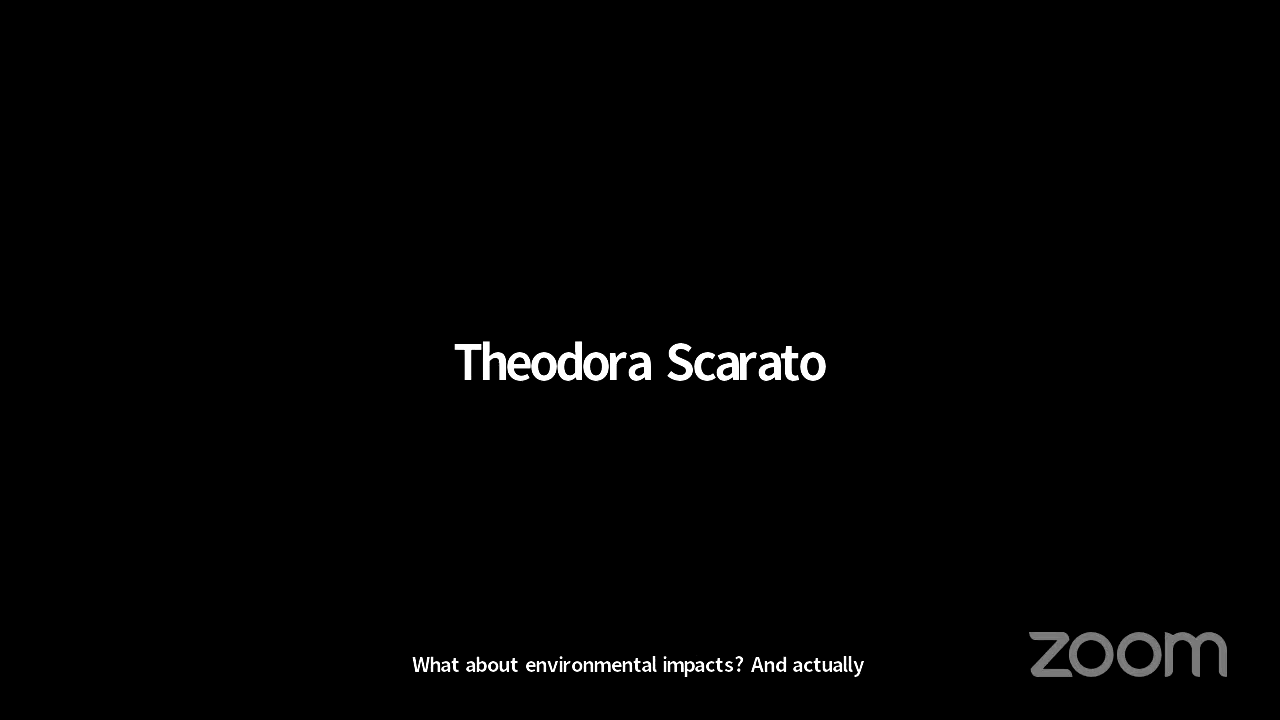 Theodora Scarato
What about environmental impacts? And actually
zoom